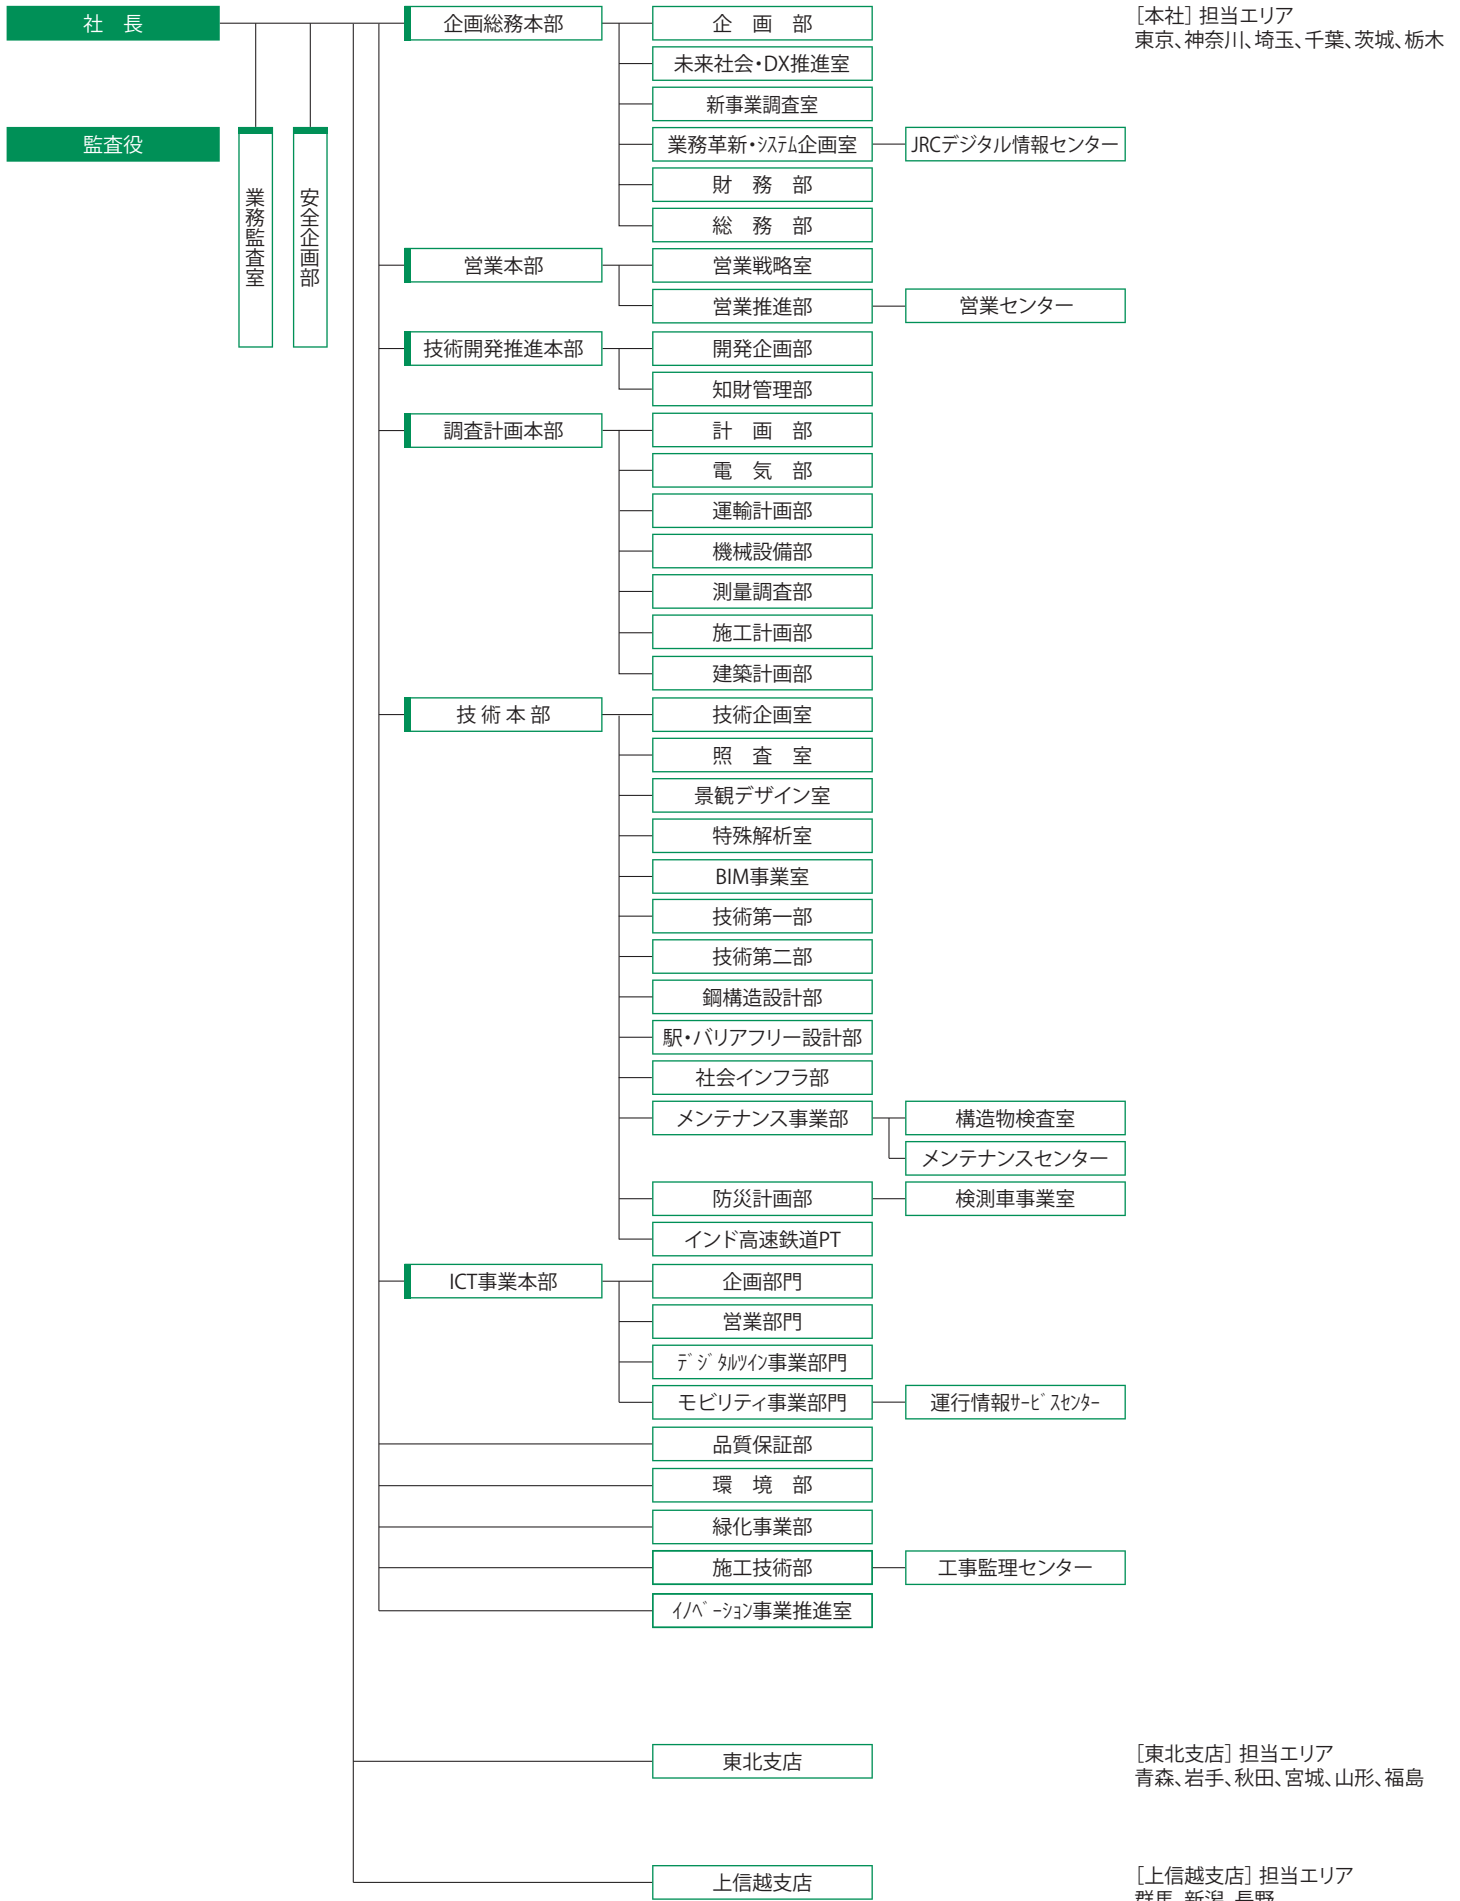 社　長
企画総務本部
企　画　部
［本社］担当エリア
東京、神奈川、埼玉、千葉、茨城、栃木
未来社会・DX推進室
新事業調査室
監査役
業務監査室
安全企画部
業務革新・ｼｽﾃﾑ企画室
JRCデジタル情報センター
財　務　部
総　務　部
営業本部
営業戦略室
営業推進部
営業センター
技術開発推進本部
開発企画部
知財管理部
調査計画本部
計　画　部
電　気　部
運輸計画部
機械設備部
測量調査部
施工計画部
建築計画部
技 術 本 部
技術企画室
照　査　室
景観デザイン室
特殊解析室
BIM事業室
技術第一部
技術第二部
鋼構造設計部
駅・バリアフリー設計部
社会インフラ部
メンテナンス事業部
構造物検査室
メンテナンスセンター
防災計画部
検測車事業室
インド高速鉄道PT
ICT事業本部
企画部門
営業部門
ﾃﾞｼﾞﾀﾙﾂｲﾝ事業部門
モビリティ事業部門
運行情報ｻｰﾋﾞｽｾﾝﾀｰ
品質保証部
環　境　部
緑化事業部
施工技術部
工事監理センター
ｲﾉﾍﾞｰｼｮﾝ事業推進室
東北支店
［東北支店］担当エリア
青森、岩手、秋田、宮城、山形、福島
上信越支店
［上信越支店］担当エリア
群馬、新潟、長野